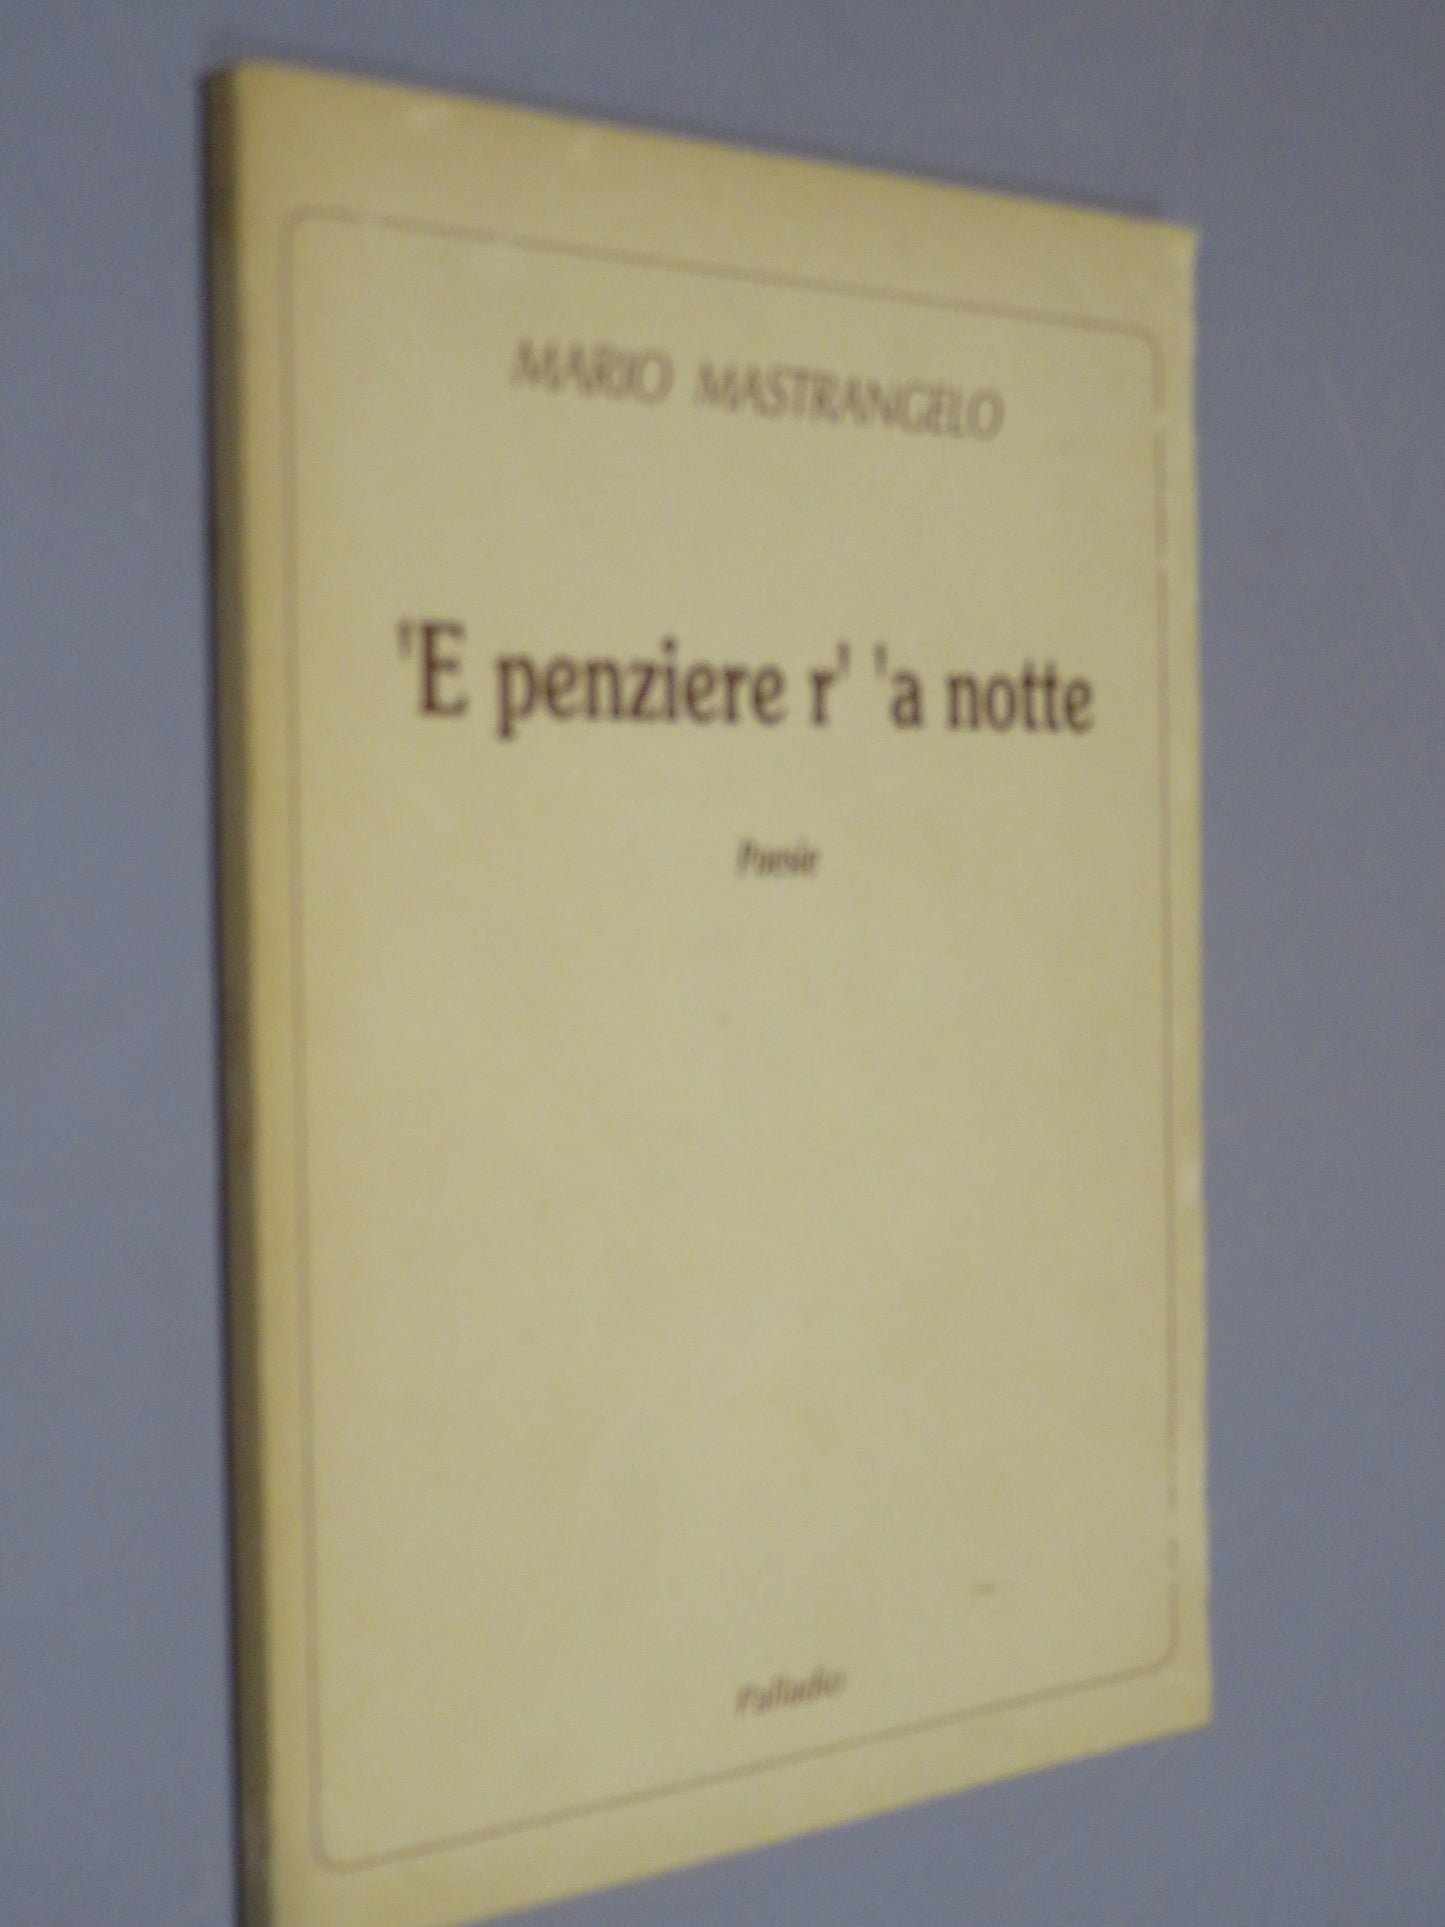 MARIO MASTRANGELO
'E penziere r' 'a notte
Poesie
Palladio